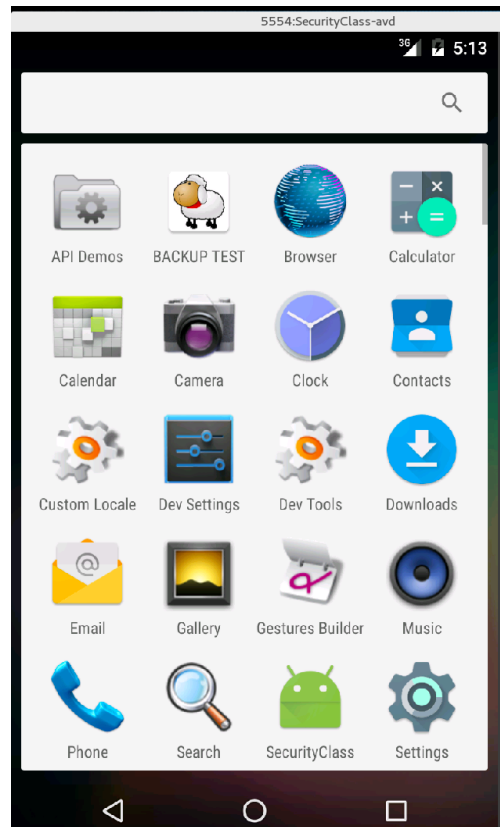 5554:SecurityClass-avd
3G 5:13
API Demos BACKUP TEST Browser Calculator
Calendar Camera Clock Contacts
Custom Locale Dev Settings Dev Tools Downloads
@
Email Gallery Gestures Builder Music
Phone Search SecurityClass Settings